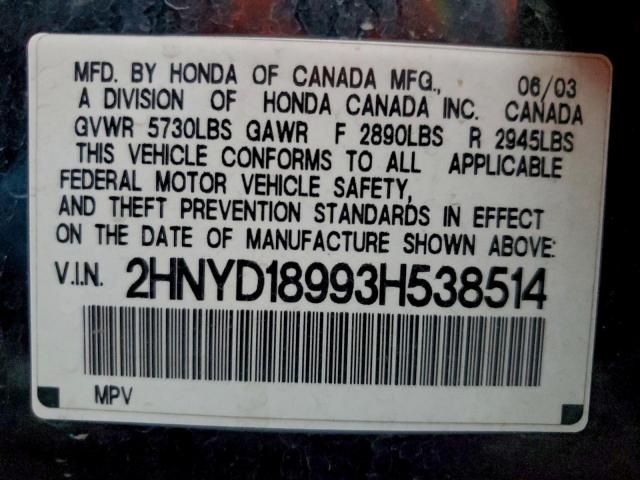 MFD. BY HONDA OF CANADA MFG., 06/03
A DIVISION OF HONDA CANADA INC. CANADA
GVWR 5730LBS GAWR F 2890LBS R 2945LBS
THIS VEHICLE CONFORMS TO ALL APPLICABLE
FEDERAL MOTOR VEHICLE SAFETY,
AND THEFT PREVENTION STANDARDS IN EFFECT
ON THE DATE OF MANUFACTURE SHOWN ABOVE:
V.I.N. 2HNYD18993H538514
MPV